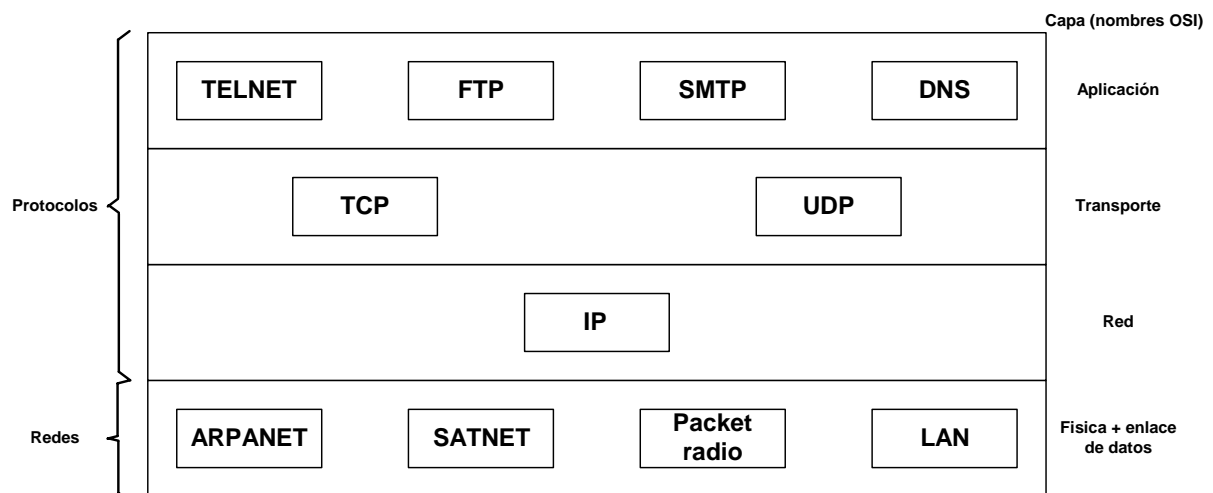 Capa (nombres OSI)
TELNET
FTP
SMTP
DNS
Aplicación
Protocolos
TCP
UDP
Transporte
IP
Red
Redes
ARPANET
SATNET
Packet
radio
LAN
Fisica + enlace
de datos